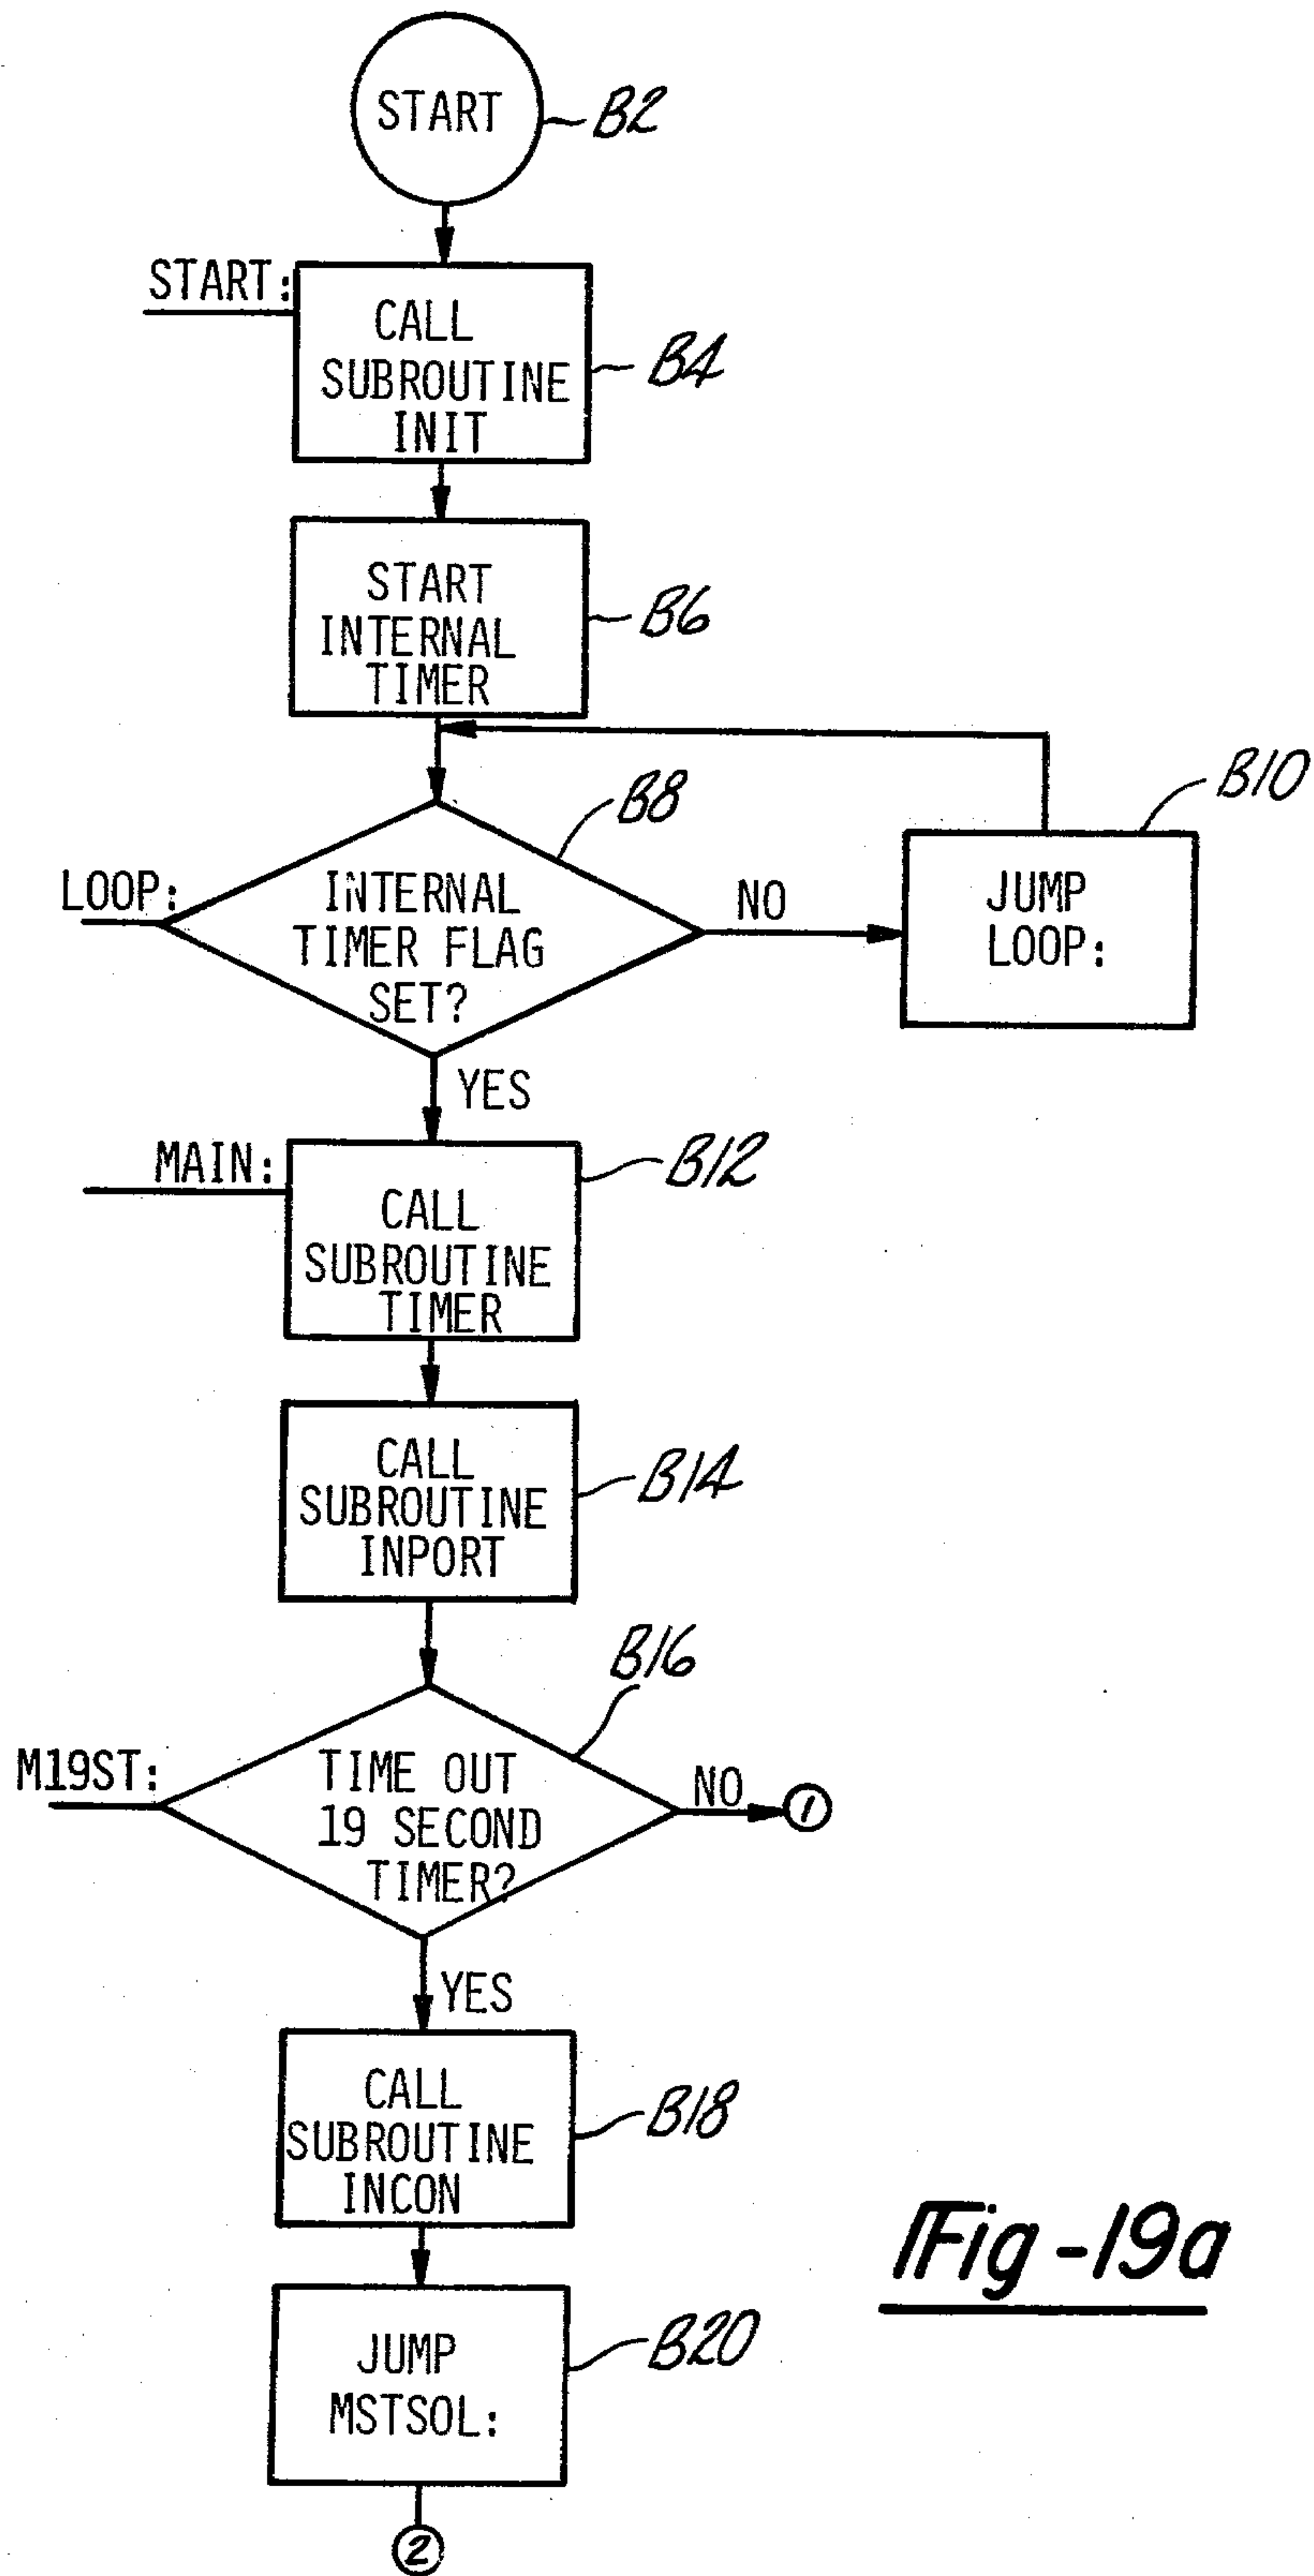 START
B2
START:
CALL
SUBROUTINE
INIT
B4
START
INTERNAL
TIMER
B6
B8
B10
LOOP:
INTERNAL
TIMER FLAG
SET?
NO
JUMP
LOOP:
YES
MAIN:
B12
CALL
SUBROUTINE
TIMER
CALL
SUBROUTINE
INPORT
B14
B16
M19ST:
TIME OUT
19 SECOND
TIMER?
NO
1
YES
CALL
SUBROUTINE
INCON
B18
JUMP
MSTSOL:
B20
2
Fig-19a